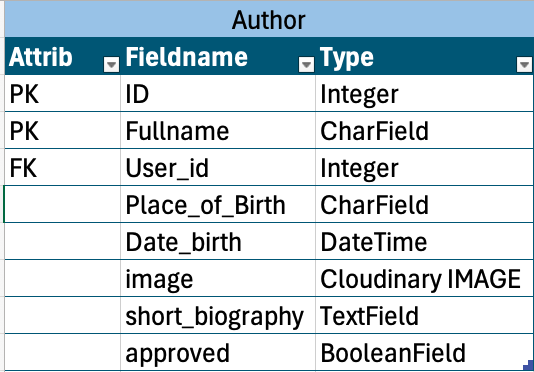 Author
Attrib Fieldname Type
PK ID Integer
PK Fullname CharField
FK User_id Integer
Place_of_Birth CharField
Date_birth DateTime
image Cloudinary IMAGE
short_biography TextField
approved BooleanField